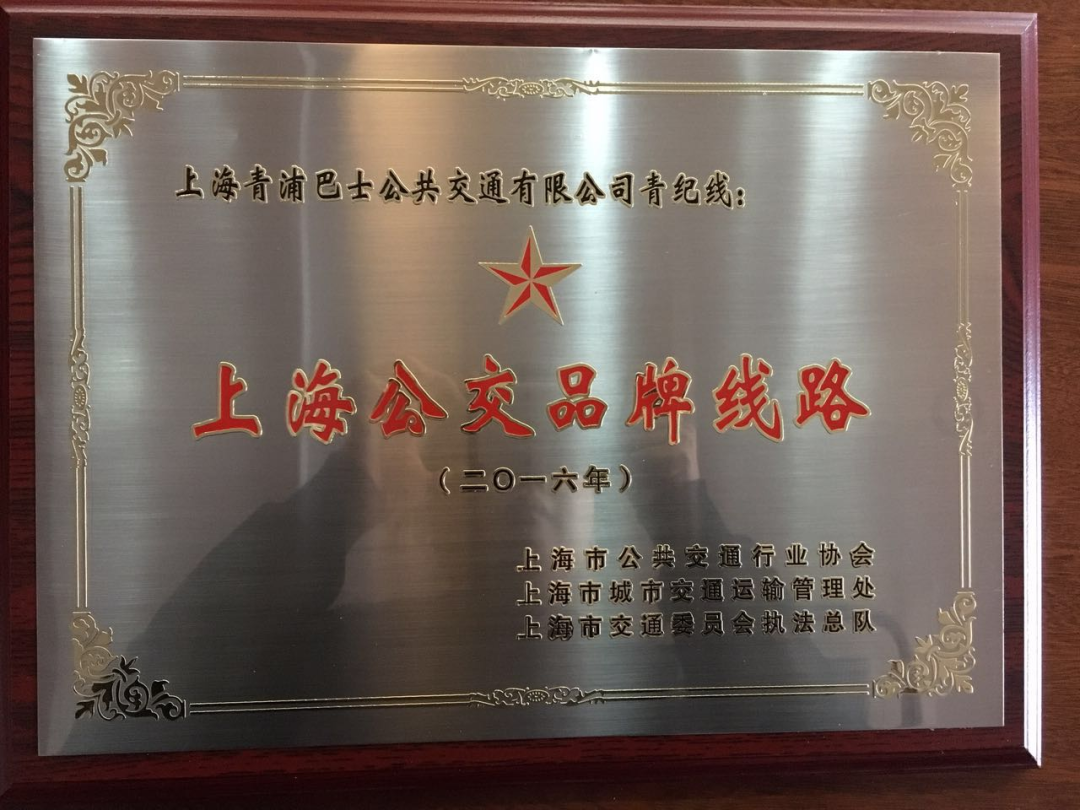 上海青浦巴士公共交通有限公司青纪线：
上海公交品牌线路
（二〇一六年）
上海市公共交通行业协会
上海市城市交通运输管理处
上海市交通委员会执法总队